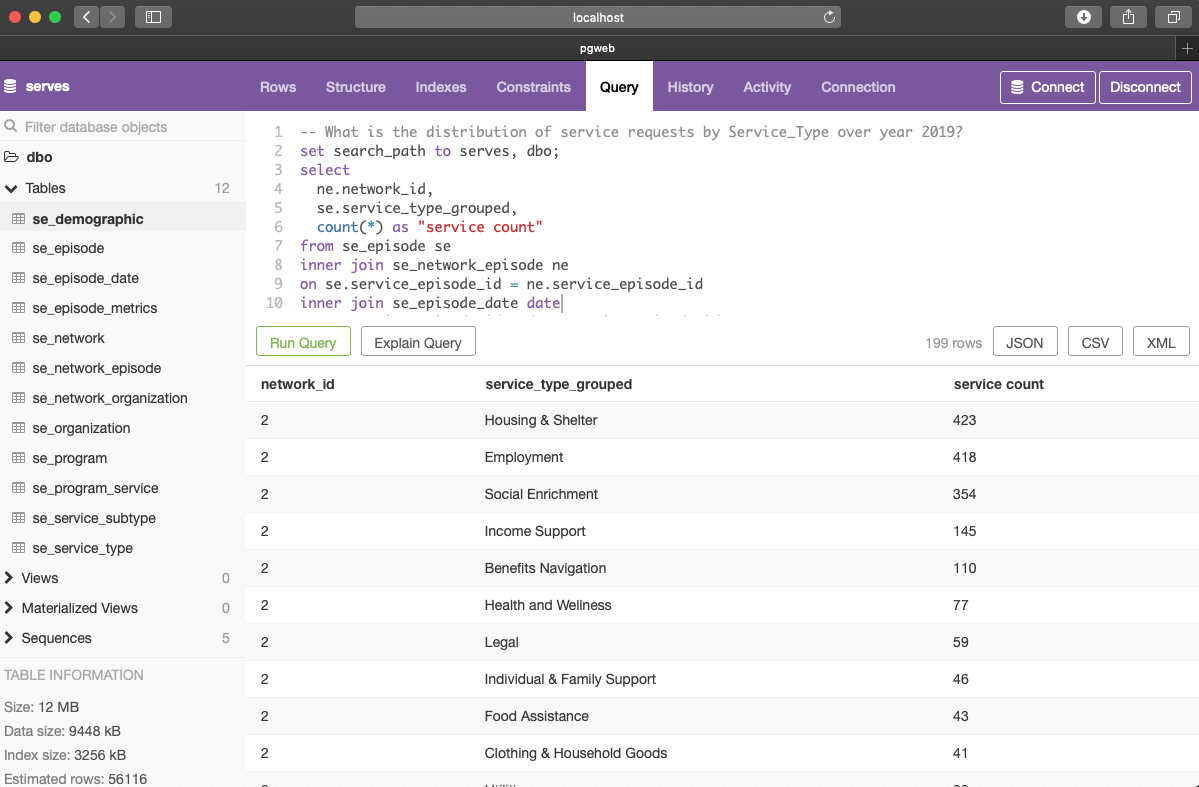 localhost
pgweb
serves
Rows Structure Indexes Constraints Query History Activity Connection Connect Disconnect
Filter database objects
dbo
Tables 12
se_demographic
se_episode
se_episode_date
se_episode_metrics
se_network
se_network_episode
se_network_organization
se_organization
se_program
se_program_service
se_service_subtype
se_service_type
Views 0
Materialized Views 0
Sequences 5
TABLE INFORMATION
Size: 12 MB
Data size: 9448 kB
Index size: 3256 kB
Estimated rows: 56116
1 -- What is the distribution of service requests by Service_Type over year 2019?
2 set search_path to serves, dbo;
3 select
4 ne.network_id,
5 se.service_type_grouped,
6 count(*) as "service count"
7 from se_episode se
8 inner join se_network_episode ne
9 on se.service_episode_id = ne.service_episode_id
10 inner join se_episode_date date
Run Query Explain Query 199 rows JSON CSV XML
network_id service_type_grouped service count
2 Housing & Shelter 423
2 Employment 418
2 Social Enrichment 354
2 Income Support 145
2 Benefits Navigation 110
2 Health and Wellness 77
2 Legal 59
2 Individual & Family Support 46
2 Food Assistance 43
2 Clothing & Household Goods 41